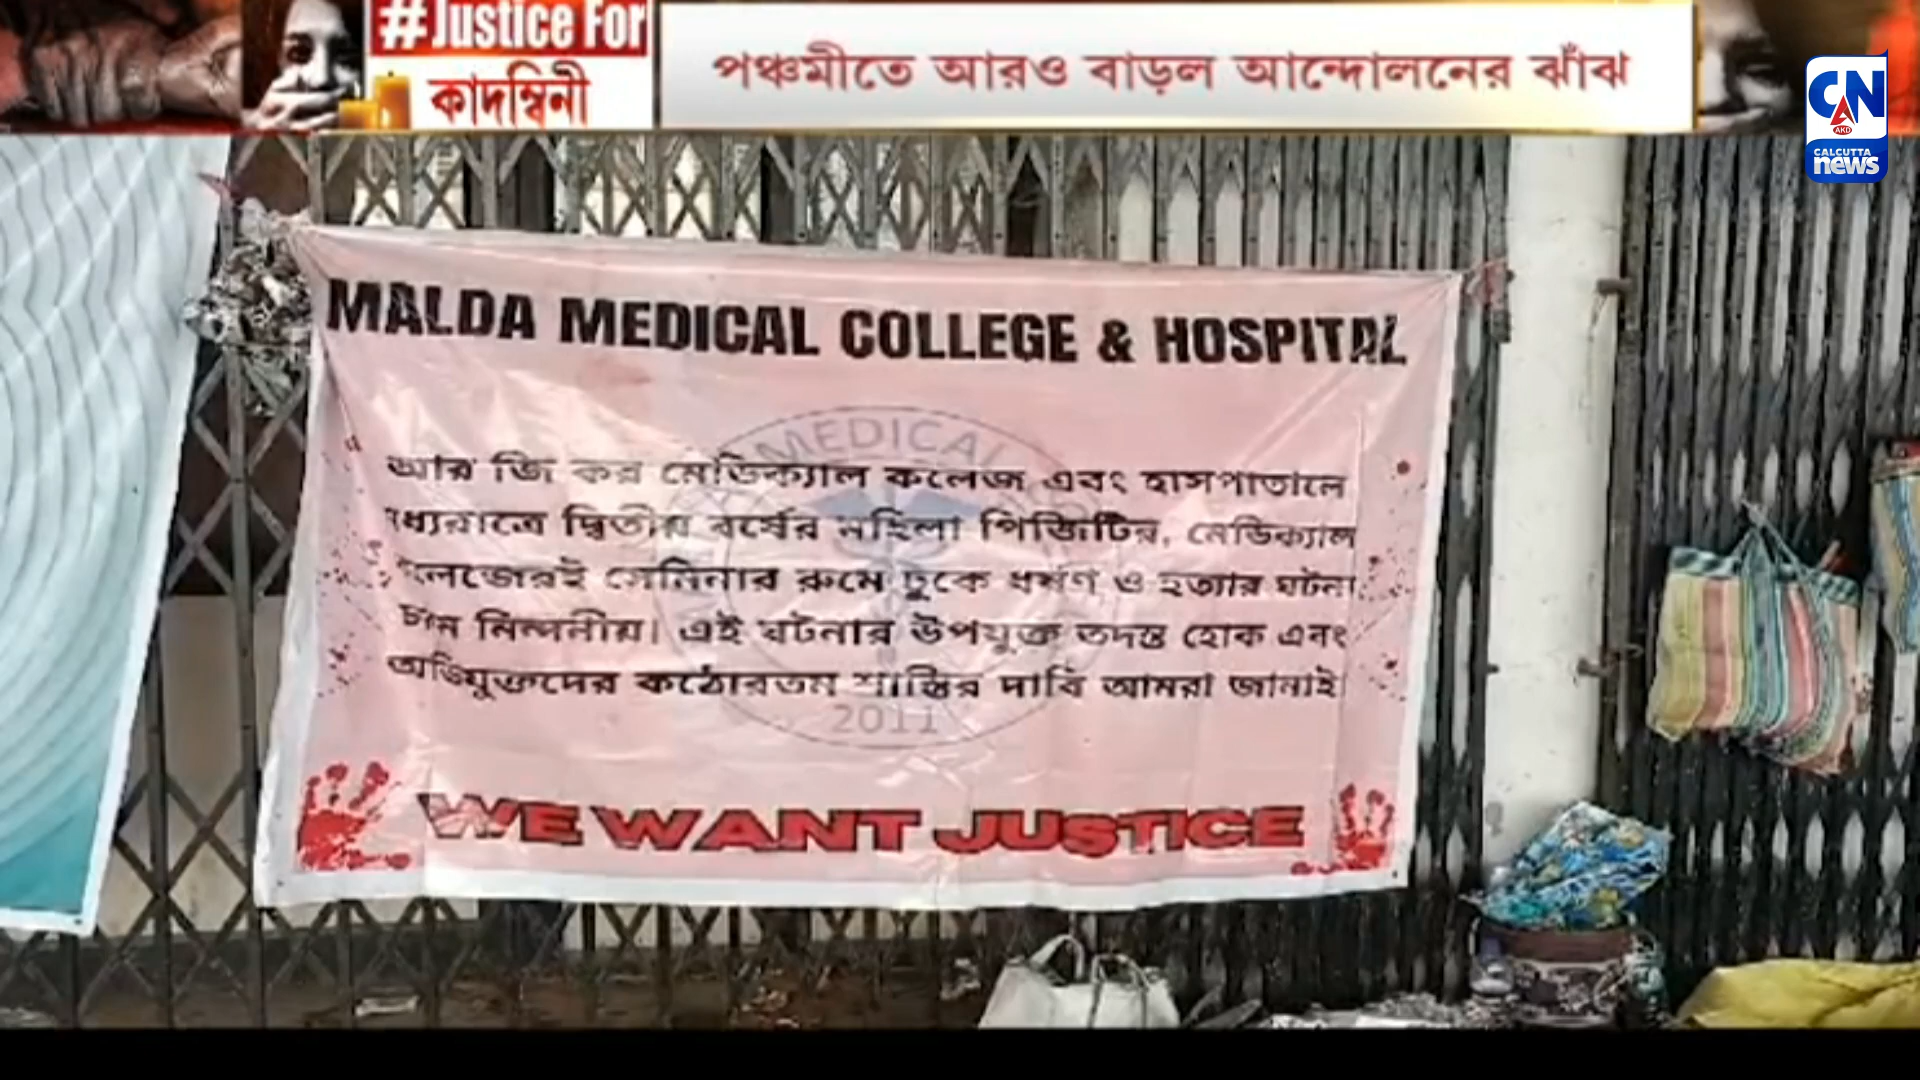 #Justice For
কাদম্বিনী
পঞ্চমীতে আরও বাড়ল আন্দোলনের ঝাঁঝ
CN
AKD
CALCUTTA
news
MALDA MEDICAL COLLEGE & HOSPITAL
MEDICAL
আর জি কর মেডিক্যাল কলেজ এবং হাসপাতালে
মধ্যরাত্রে দ্বিতীয় বর্ষের মহিলা পিজিটির, মেডিক্যাল
কলেজেরই সেমিনার রুমে ঢুকে ধর্ষণ ও হত্যার ঘটনা
চরম নিন্দনীয়। এই ঘটনার উপযুক্ত তদন্ত হোক এবং
অভিযুক্তদের কঠোরতম শাস্তির দাবি আমরা জানাই
2011
WE WANT JUSTICE